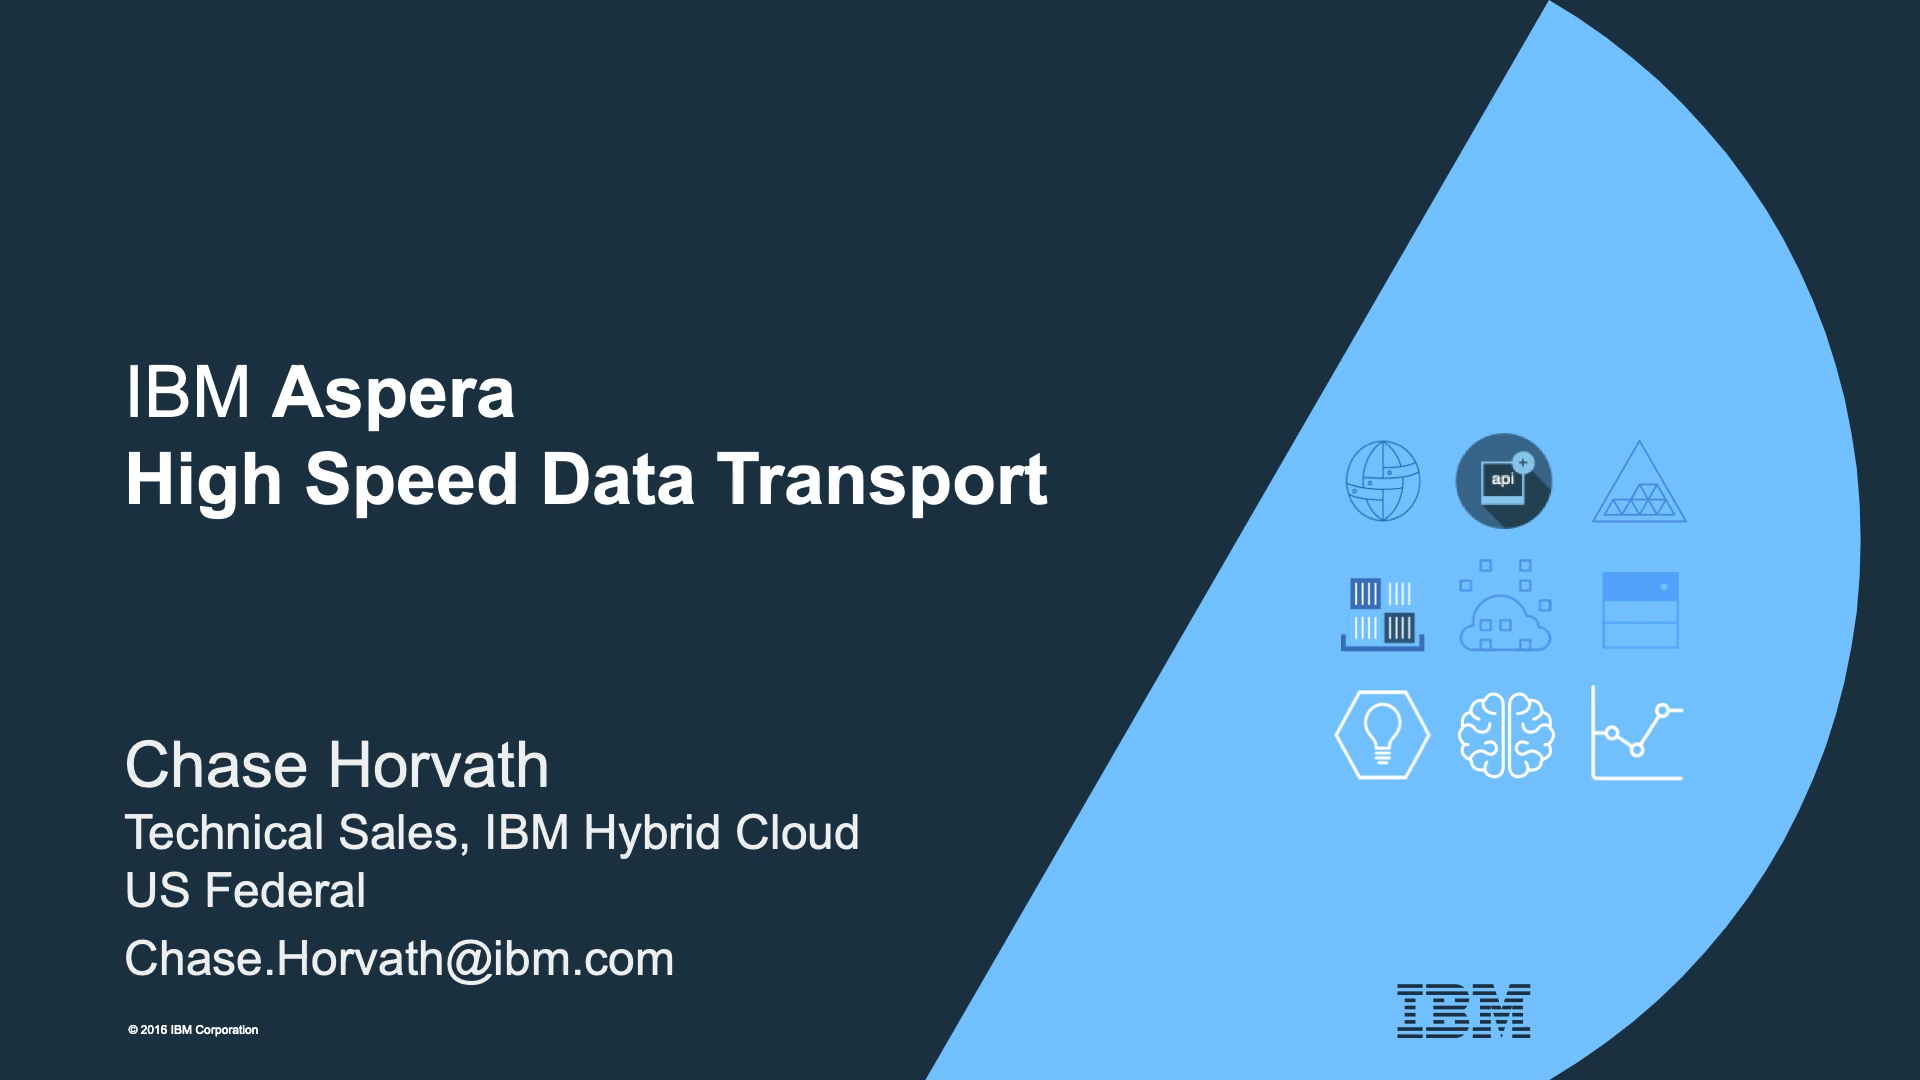 IBM Aspera
High Speed Data Transport
api
Chase Horvath
Technical Sales, IBM Hybrid Cloud
US Federal
Chase.Horvath@ibm.com
© 2016 IBM Corporation
IBM